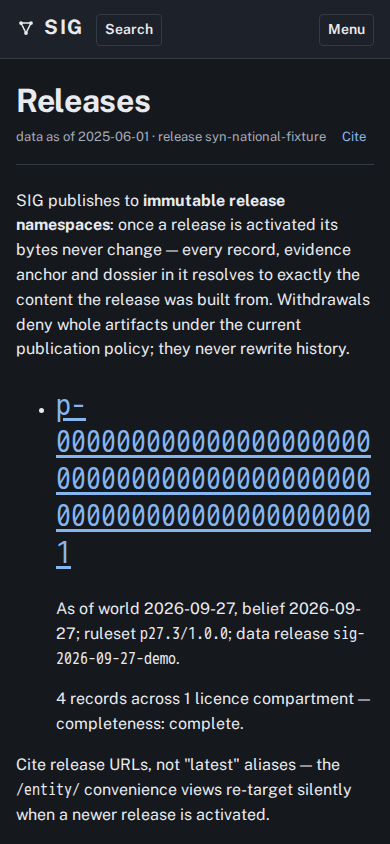 SIG Search Menu
Releases
data as of 2025-06-01 · release syn-national-fixture Cite
SIG publishes to immutable release
namespaces: once a release is activated its
bytes never change — every record, evidence
anchor and dossier in it resolves to exactly the
content the release was built from. Withdrawals
deny whole artifacts under the current
publication policy; they never rewrite history.
p-
000000000000000000000
000000000000000000000
000000000000000000000
1
As of world 2026-09-27, belief 2026-09-
27; ruleset p27.3/1.0.0; data release sig-
2026-09-27-demo.
4 records across 1 licence compartment —
completeness: complete.
Cite release URLs, not "latest" aliases — the
/entity/ convenience views re-target silently
when a newer release is activated.